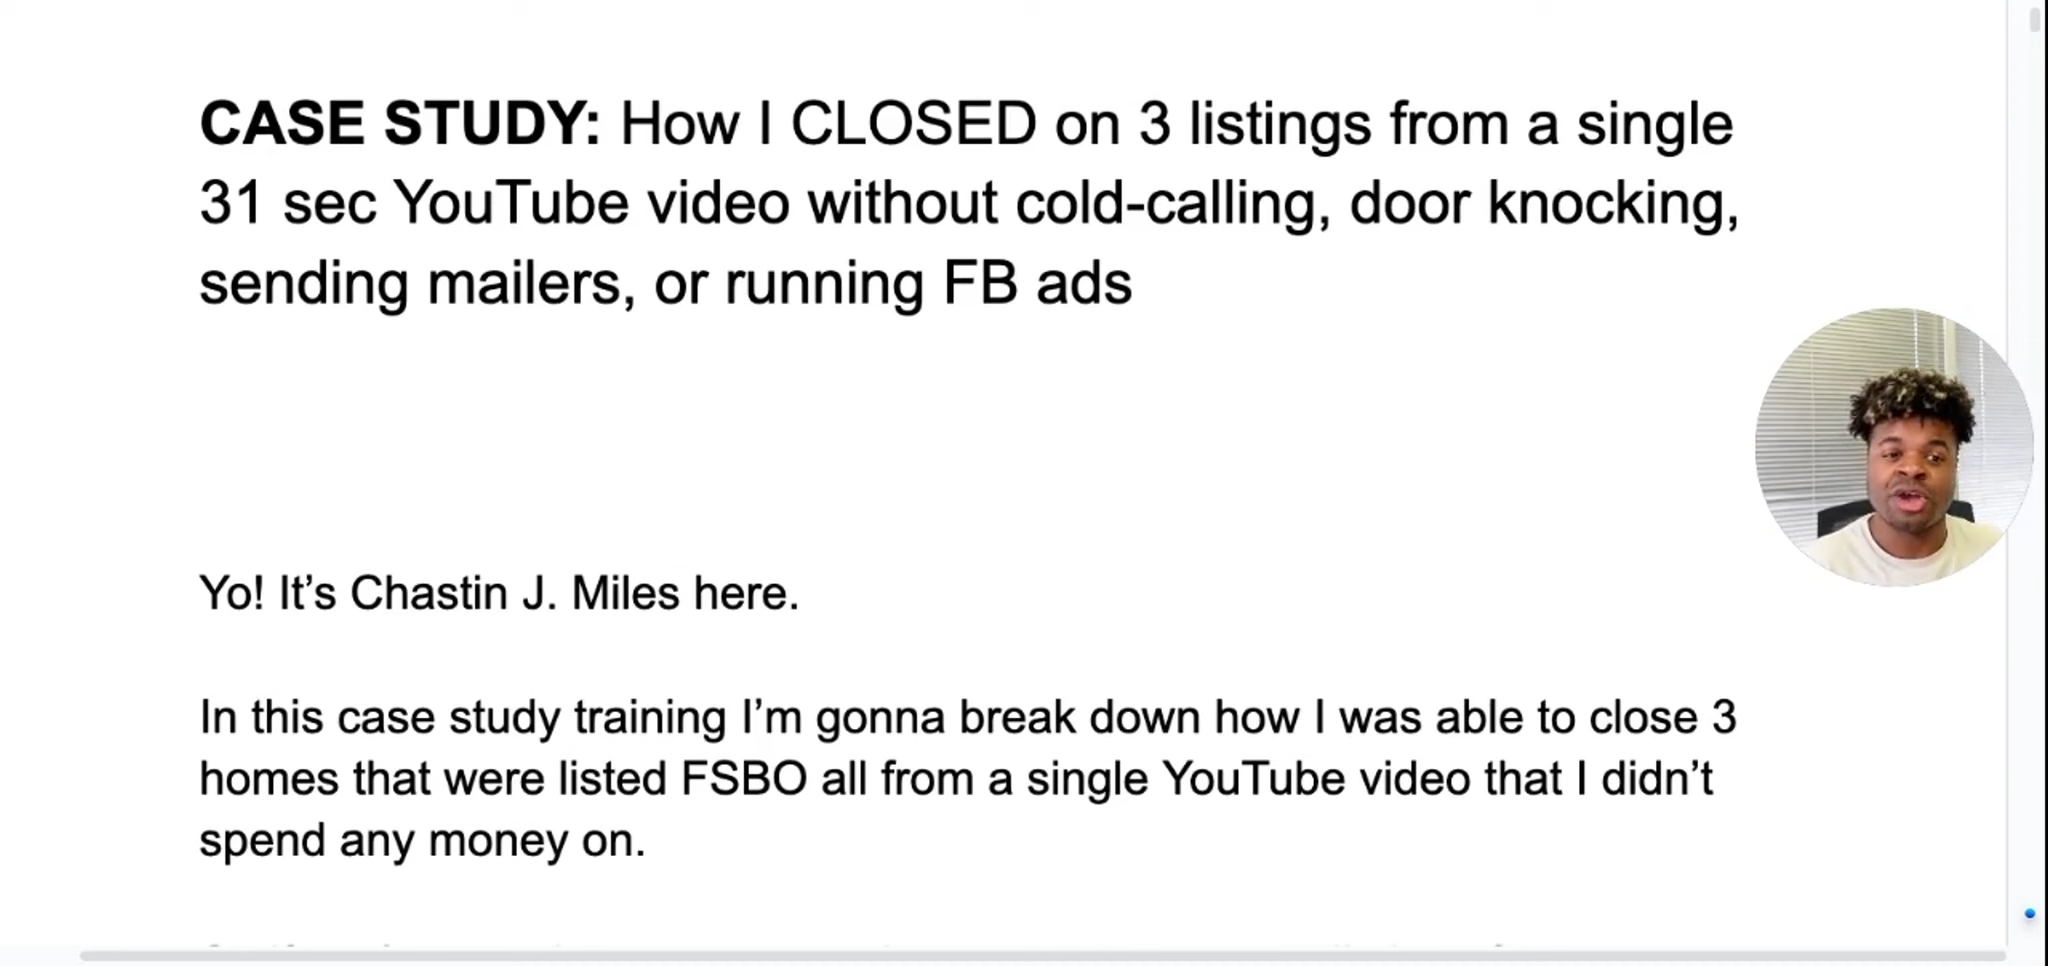 CASE STUDY: How I CLOSED on 3 listings from a single
31 sec YouTube video without cold-calling, door knocking,
sending mailers, or running FB ads
Yo! It’s Chastin J. Miles here.
In this case study training I’m gonna break down how I was able to close 3
homes that were listed FSBO all from a single YouTube video that I didn’t
spend any money on.